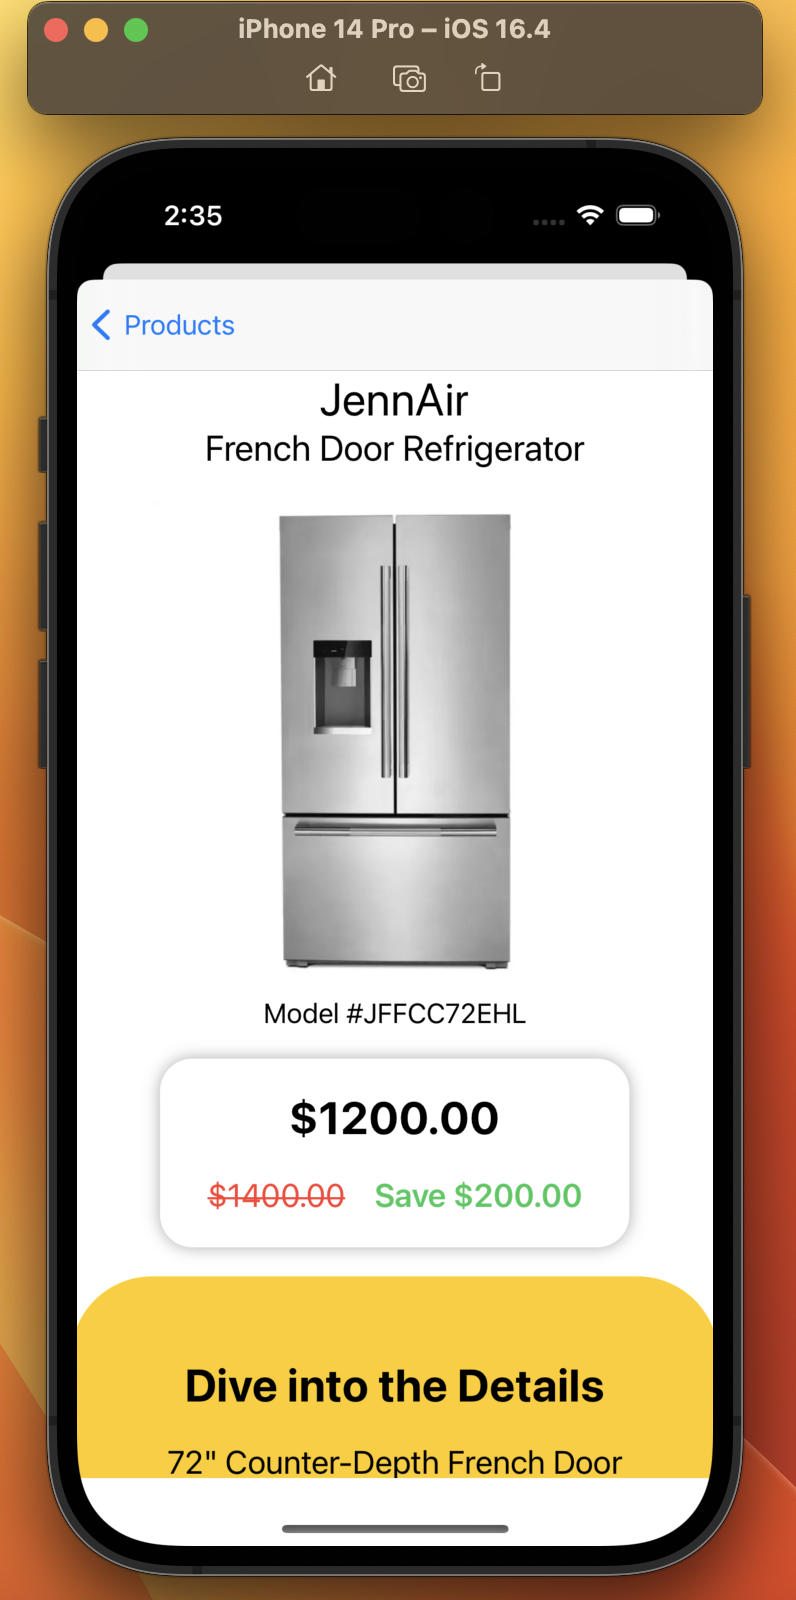 iPhone 14 Pro – iOS 16.4
2:35
Products
JennAir
French Door Refrigerator
Model #JFFCC72EHL
$1200.00
$1400.00 Save $200.00
Dive into the Details
72" Counter-Depth French Door